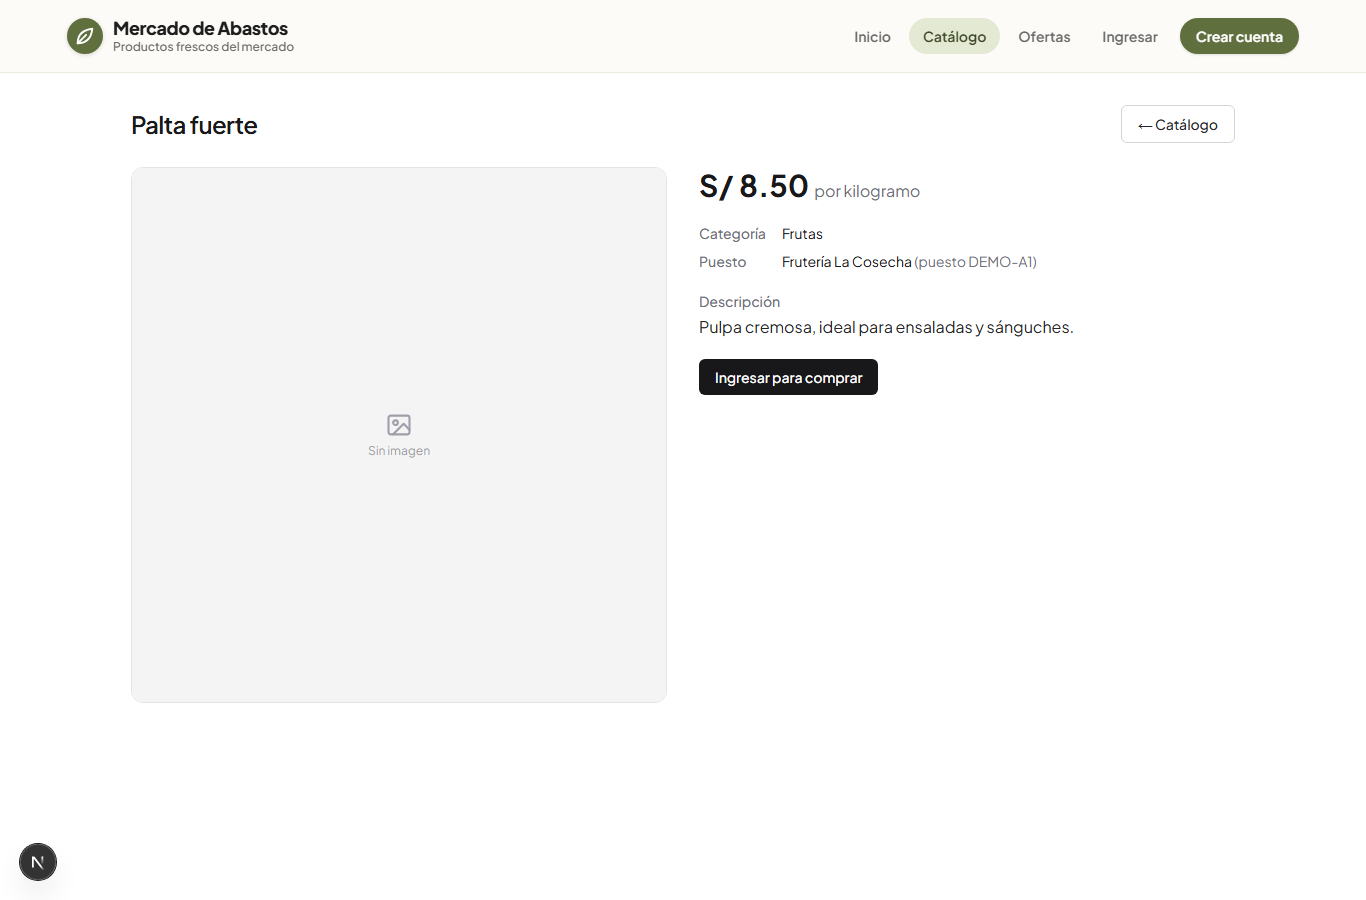 Mercado de Abastos
Productos frescos del mercado
Inicio
Catálogo
Ofertas
Ingresar
Crear cuenta
Palta fuerte
← Catálogo
Sin imagen
S/ 8.50 por kilogramo
Categoría Frutas
Puesto Frutería La Cosecha (puesto DEMO-A1)
Descripción
Pulpa cremosa, ideal para ensaladas y sánguches.
Ingresar para comprar
N